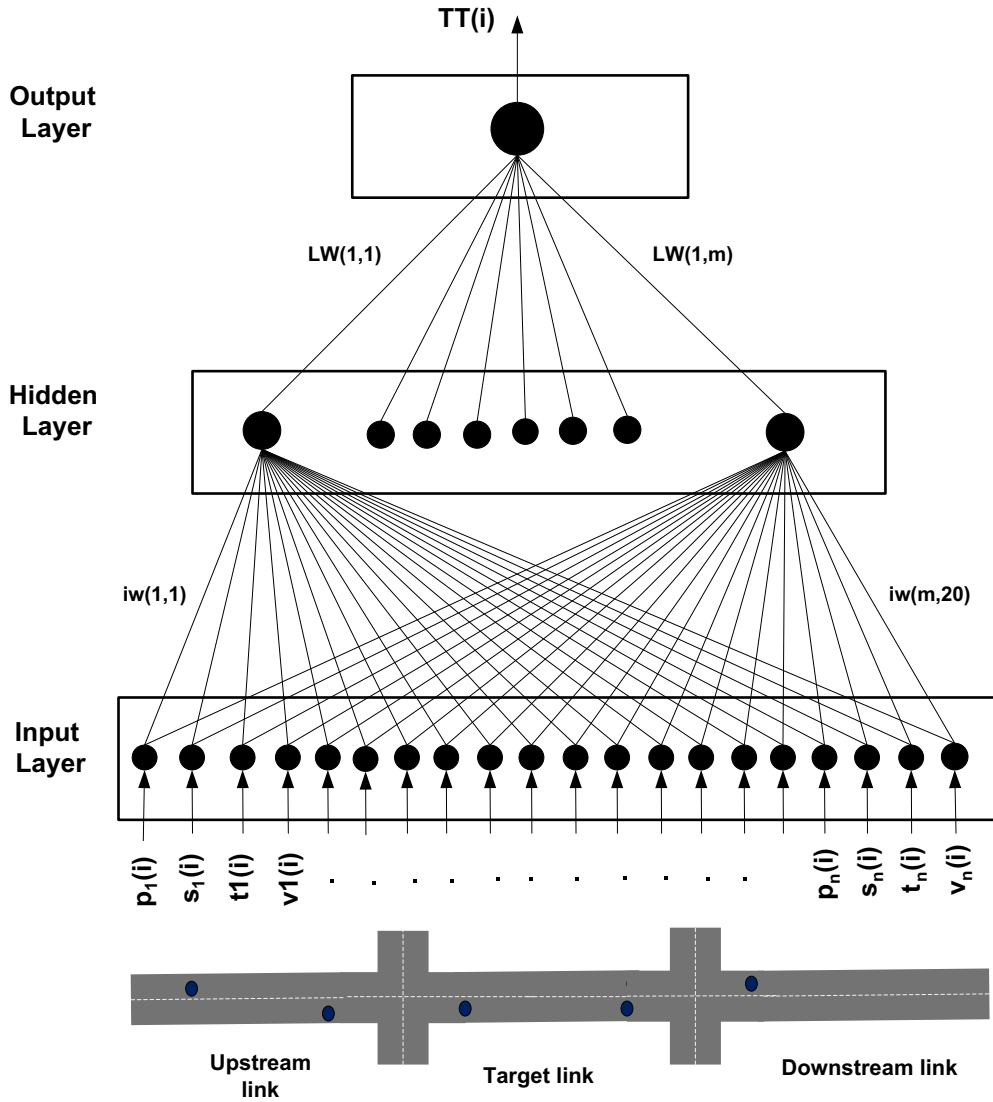 TT(i)
Output
Layer
LW(1,1)
LW(1,m)
Hidden
Layer
iw(1,1)
iw(m,20)
Input
Layer
p₁(i)
s₁(i)
t1(i)
v1(i)
. . . . . . . . . . .
pₙ(i)
sₙ(i)
tₙ(i)
vₙ(i)
Upstream
link
Target link
Downstream link